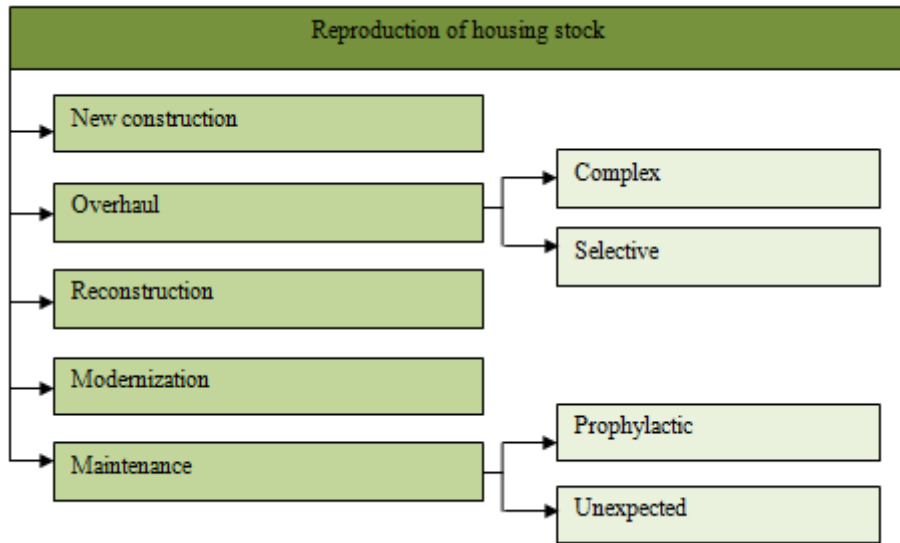 Reproduction of housing stock
New construction
Overhaul
Complex
Selective
Reconstruction
Modernization
Maintenance
Prophylactic
Unexpected